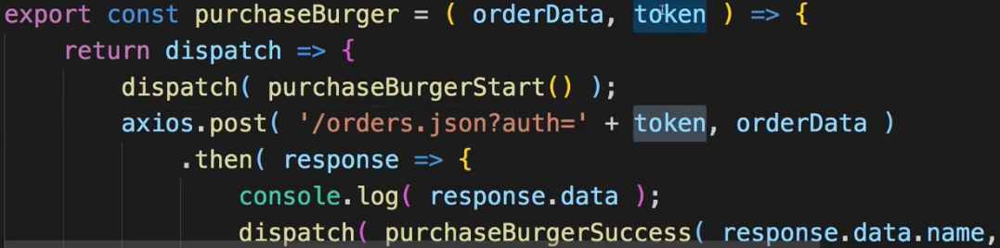 export const purchaseBurger = ( orderData, token ) => {
return dispatch => {
dispatch( purchaseBurgerStart() );
axios.post( '/orders.json?auth=' + token, orderData )
.then( response => {
console.log( response.data );
dispatch( purchaseBurgerSuccess( response.data.name,